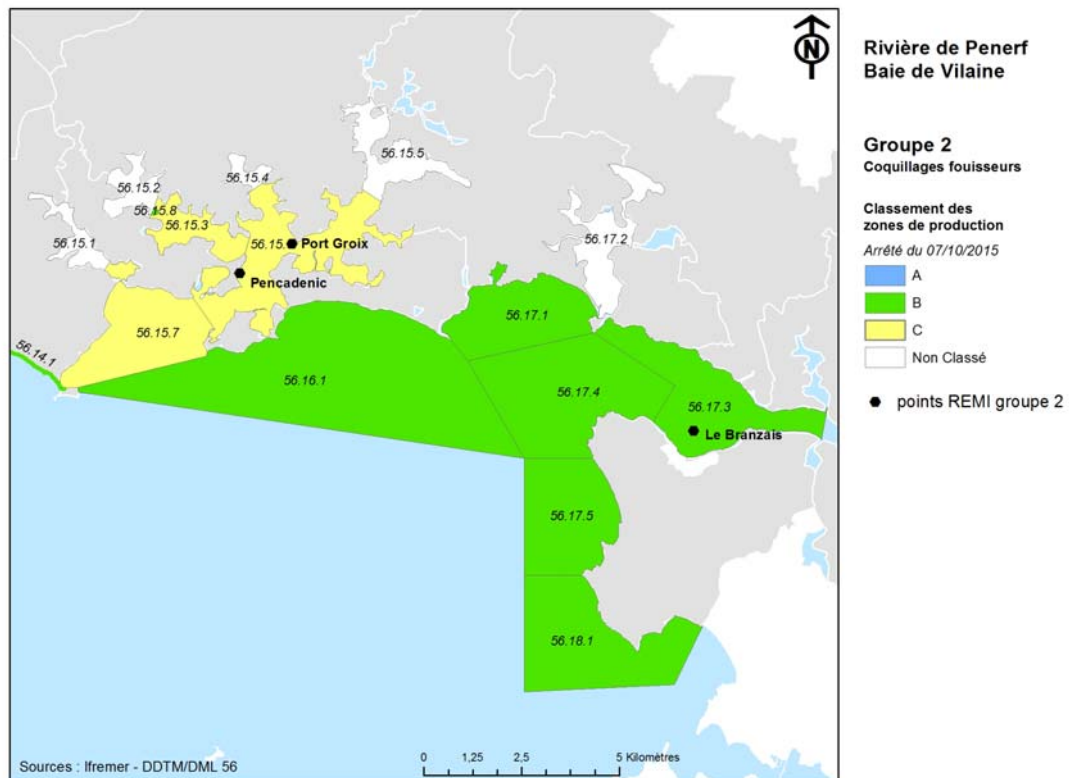 N
Rivière de Penerf
Baie de Vilaine
Groupe 2
Coquillages fouisseurs
Classement des
zones de production
Arrêté du 07/10/2015
A
B
C
Non Classé
points REMI groupe 2
56.15.5
56.15.4
56.15.2
56.15.8
56.15.3
56.15.1
56.15.
Port Groix
56.17.2
Pencadenic
56.17.1
56.15.7
56.14.1
56.16.1
56.17.4
56.17.3
Le Branzais
56.17.5
56.18.1
0 1,25 2,5 5 Kilomètres
Sources : Ifremer - DDTM/DML 56